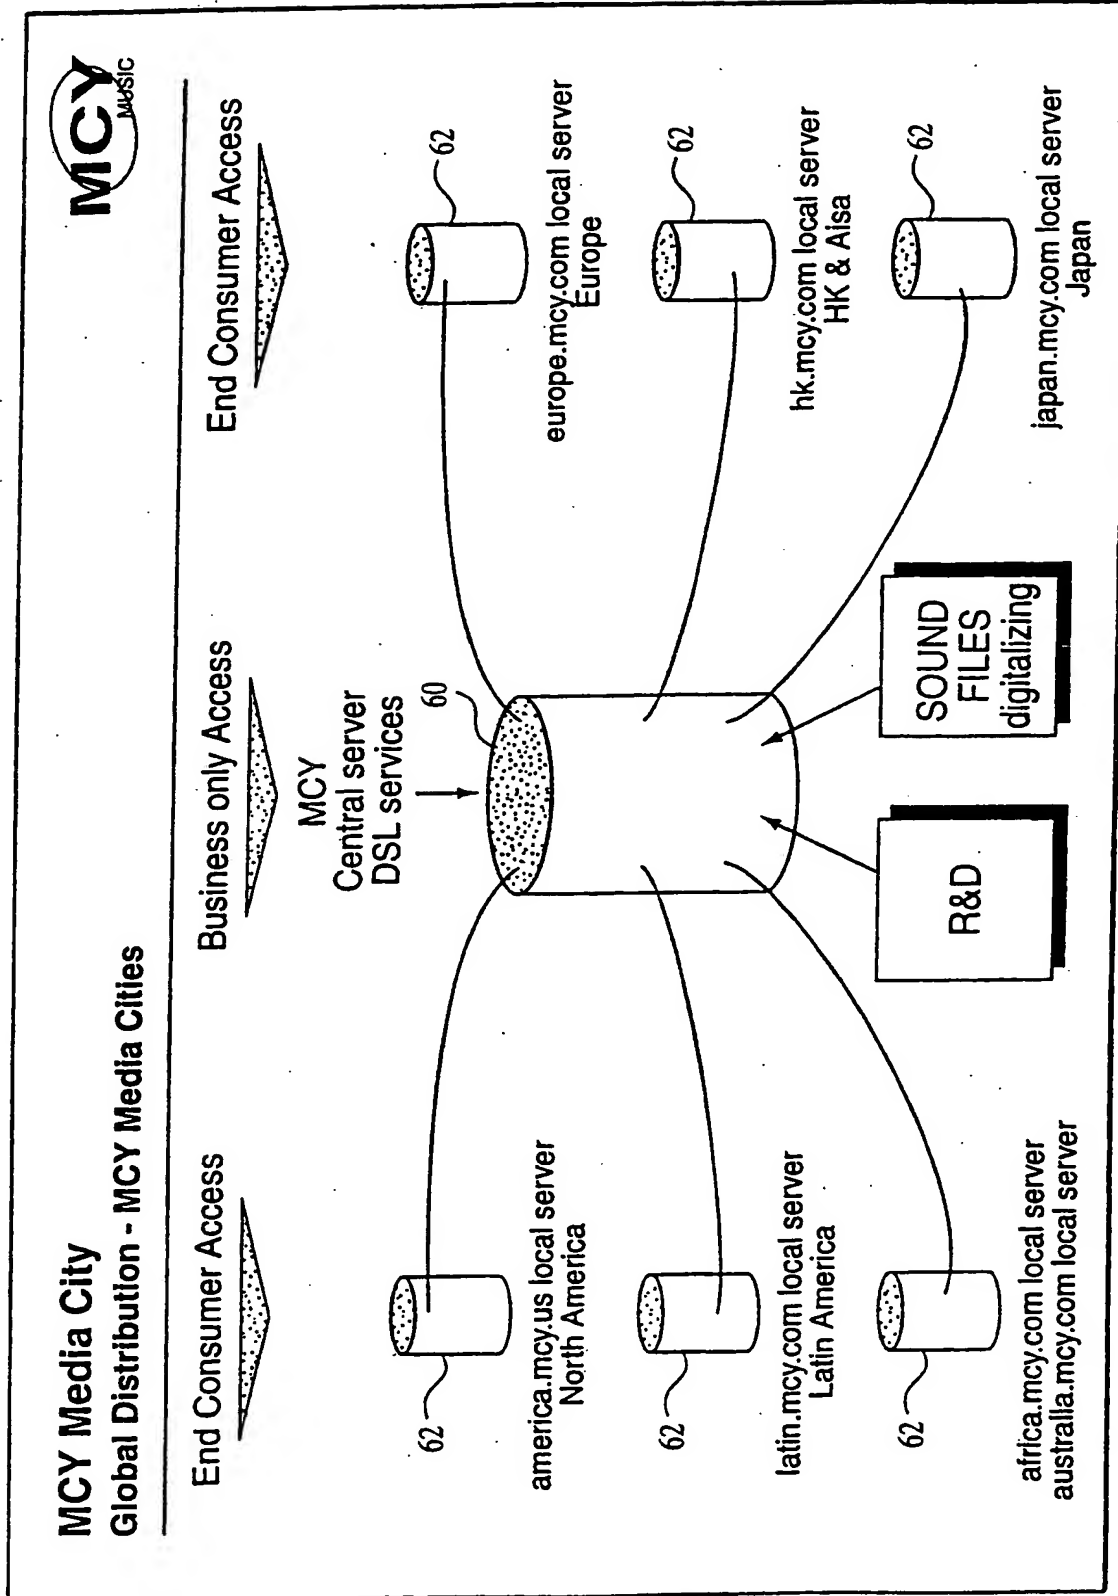 MCY Media City
Global Distribution - MCY Media Cities
MCY
MUSIC
End Consumer Access
Business only Access
End Consumer Access
MCY
Central server
DSL services
60
62
america.mcy.us local server
North America
62
latin.mcy.com local server
Latin America
62
africa.mcy.com local server
australla.mcy.com local server
R&D
SOUND
FILES
digitalizing
62
europe.mcy.com local server
Europe
62
hk.mcy.com local server
HK & Aisa
62
japan.mcy.com local server
Japan